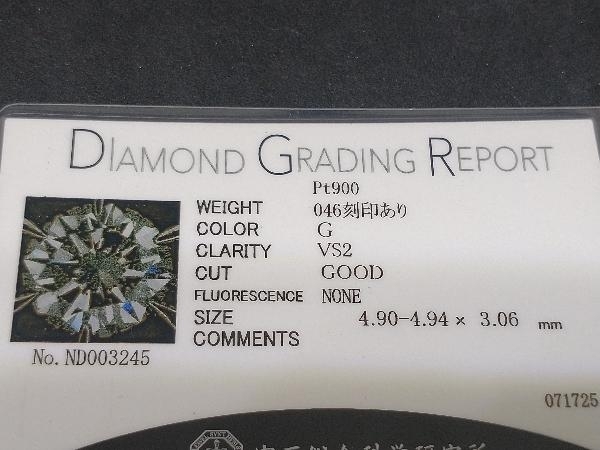 DIAMOND GRADING REPORT
Pt900
WEIGHT 046刻印あり
COLOR G
CLARITY VS2
CUT GOOD
FLUORESCENCE NONE
SIZE 4.90-4.94 × 3.06 mm
COMMENTS
No. ND003245
071725